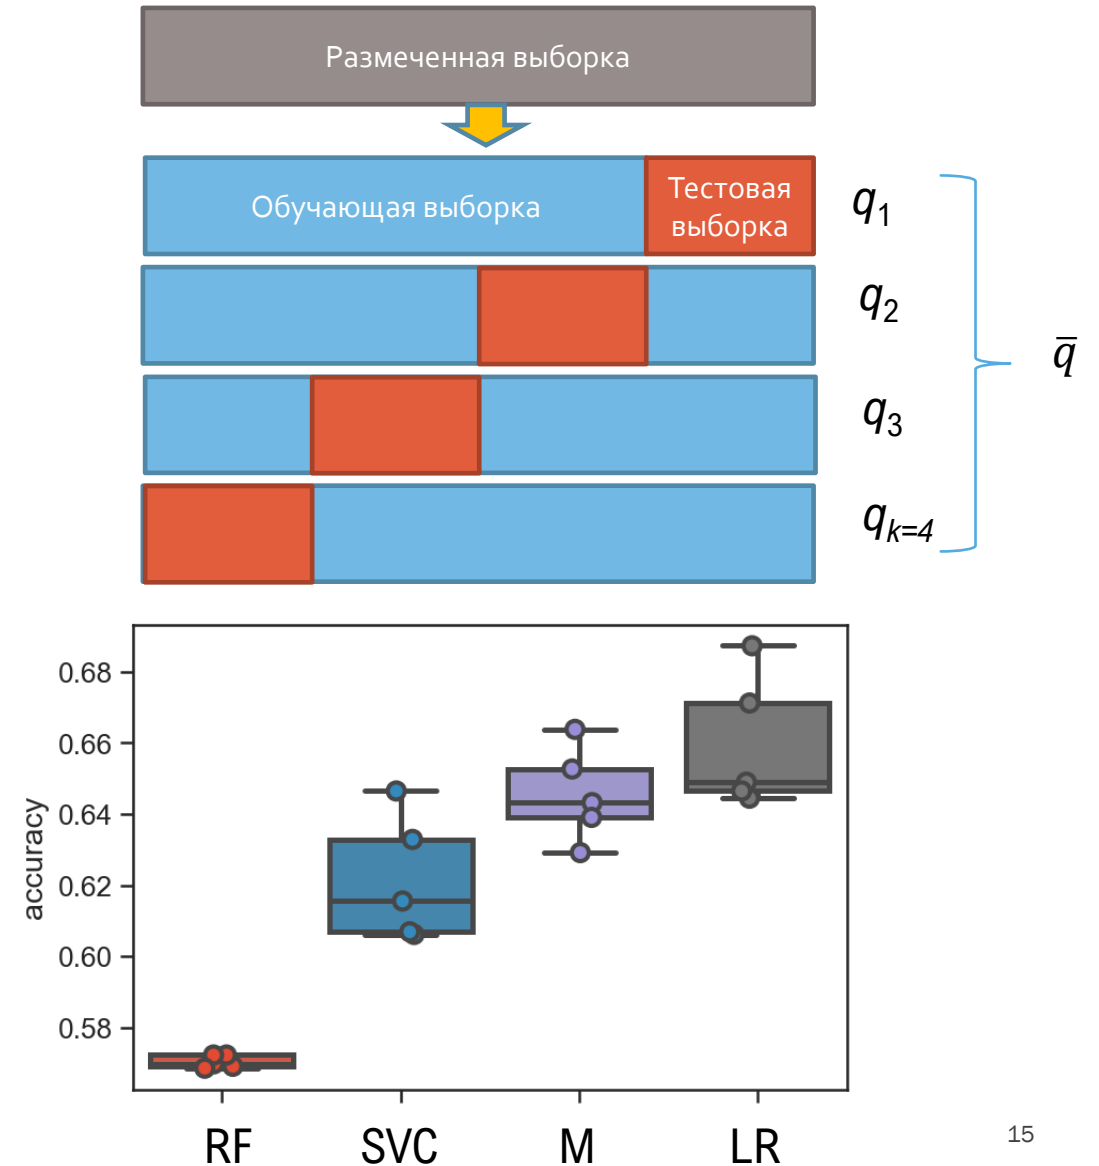 Размеченная выборка
Обучающая выборка
Тестовая
выборка
q1
q2
q3
qk=4
q̄
0.68
0.66
0.64
0.62
0.60
0.58
accuracy
RF SVC M LR
15